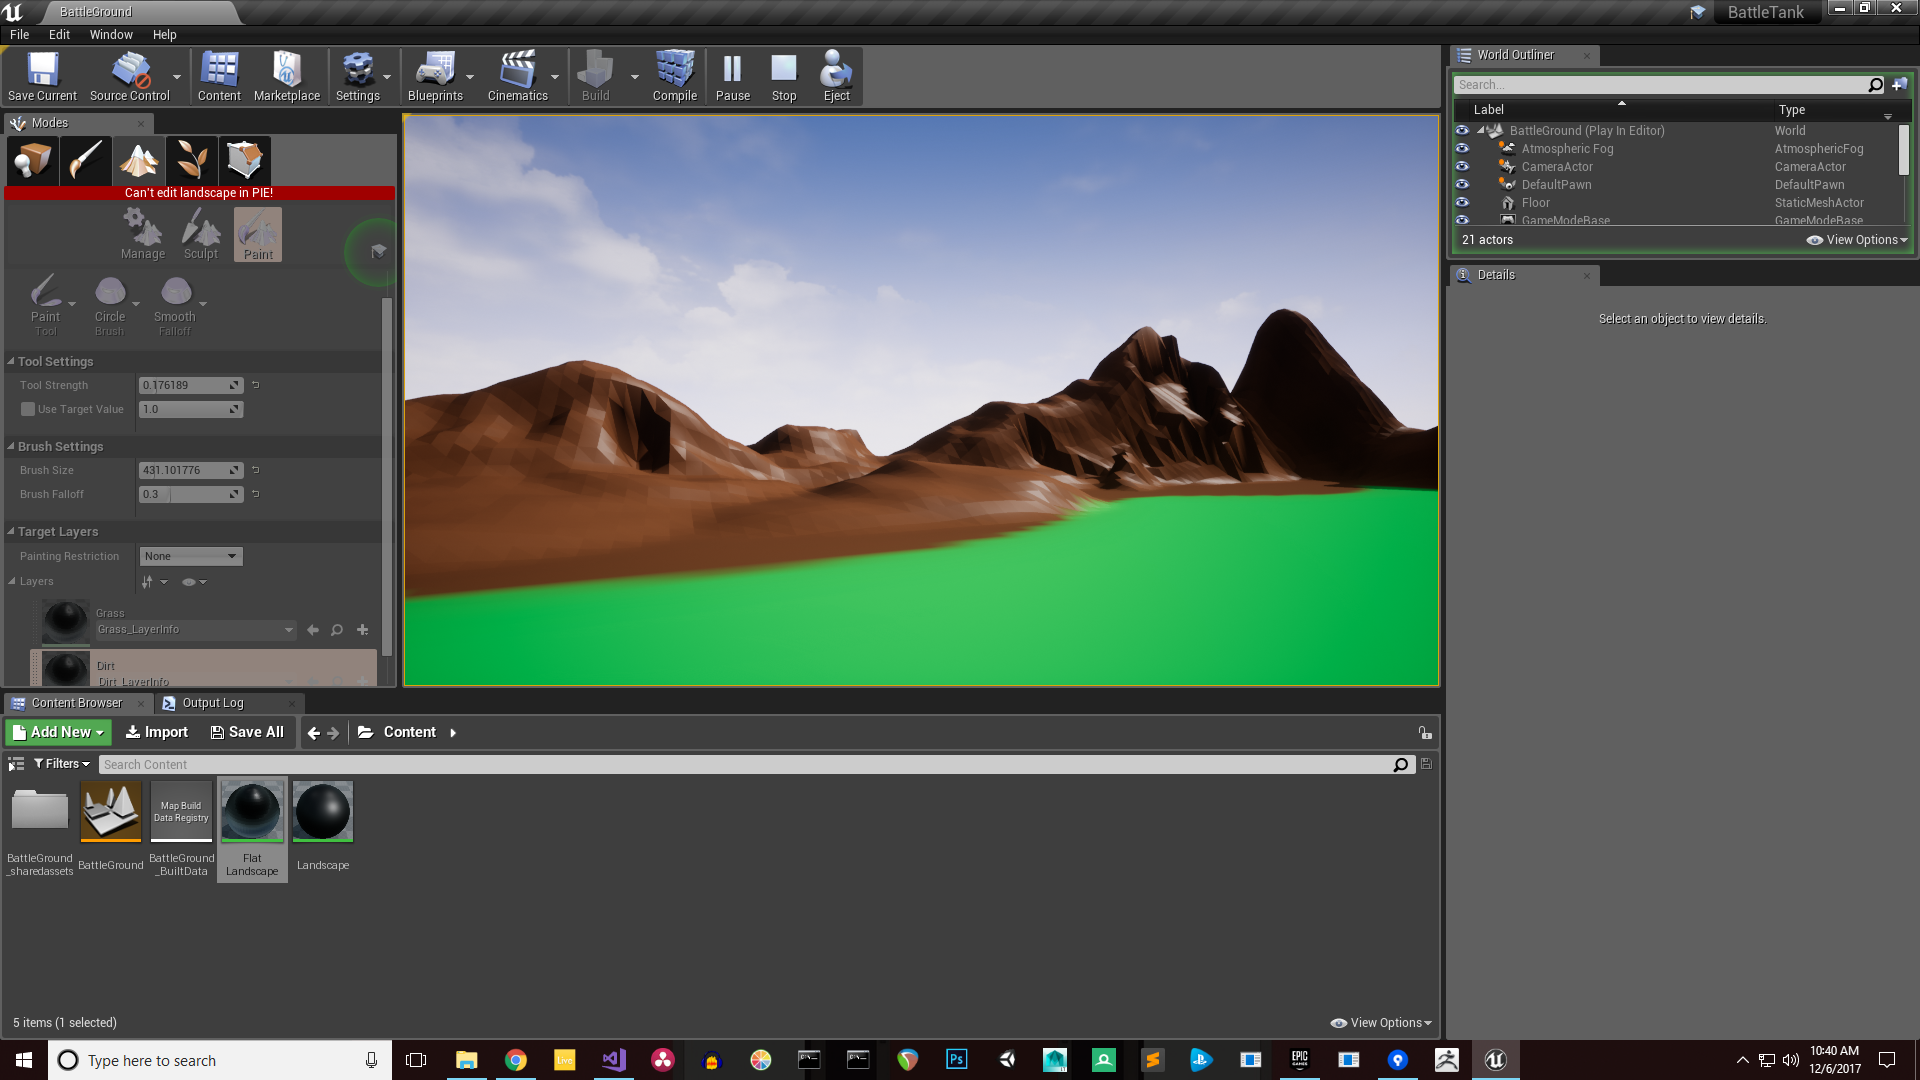 BattleGround
BattleTank
File Edit Window Help
Save Current Source Control Content Marketplace Settings Blueprints Cinematics Build Compile Pause Stop Eject
Modes
Can't edit landscape in PIE!
Manage Sculpt Paint
Paint Circle Smooth
Tool Brush Falloff
Tool Settings
Tool Strength 0.176189
Use Target Value 1.0
Brush Settings
Brush Size 431.101776
Brush Falloff 0.3
Target Layers
Painting Restriction None
Layers
Grass
Grass_LayerInfo
Dirt
Dirt_LayerInfo
World Outliner
Search...
Label Type
BattleGround (Play In Editor) World
Atmospheric Fog AtmosphericFog
CameraActor CameraActor
DefaultPawn DefaultPawn
Floor StaticMeshActor
GameModeBase GameModeBase
21 actors View Options
Details
Select an object to view details.
Content Browser Output Log
Add New Import Save All Content
Filters Search Content
Map Build
Data Registry
BattleGround
_sharedassets
BattleGround
BattleGround
_BuiltData
Flat
Landscape
Landscape
5 items (1 selected) View Options
Type here to search
Live
Ps
EPIC
GAMES
10:40 AM
12/6/2017